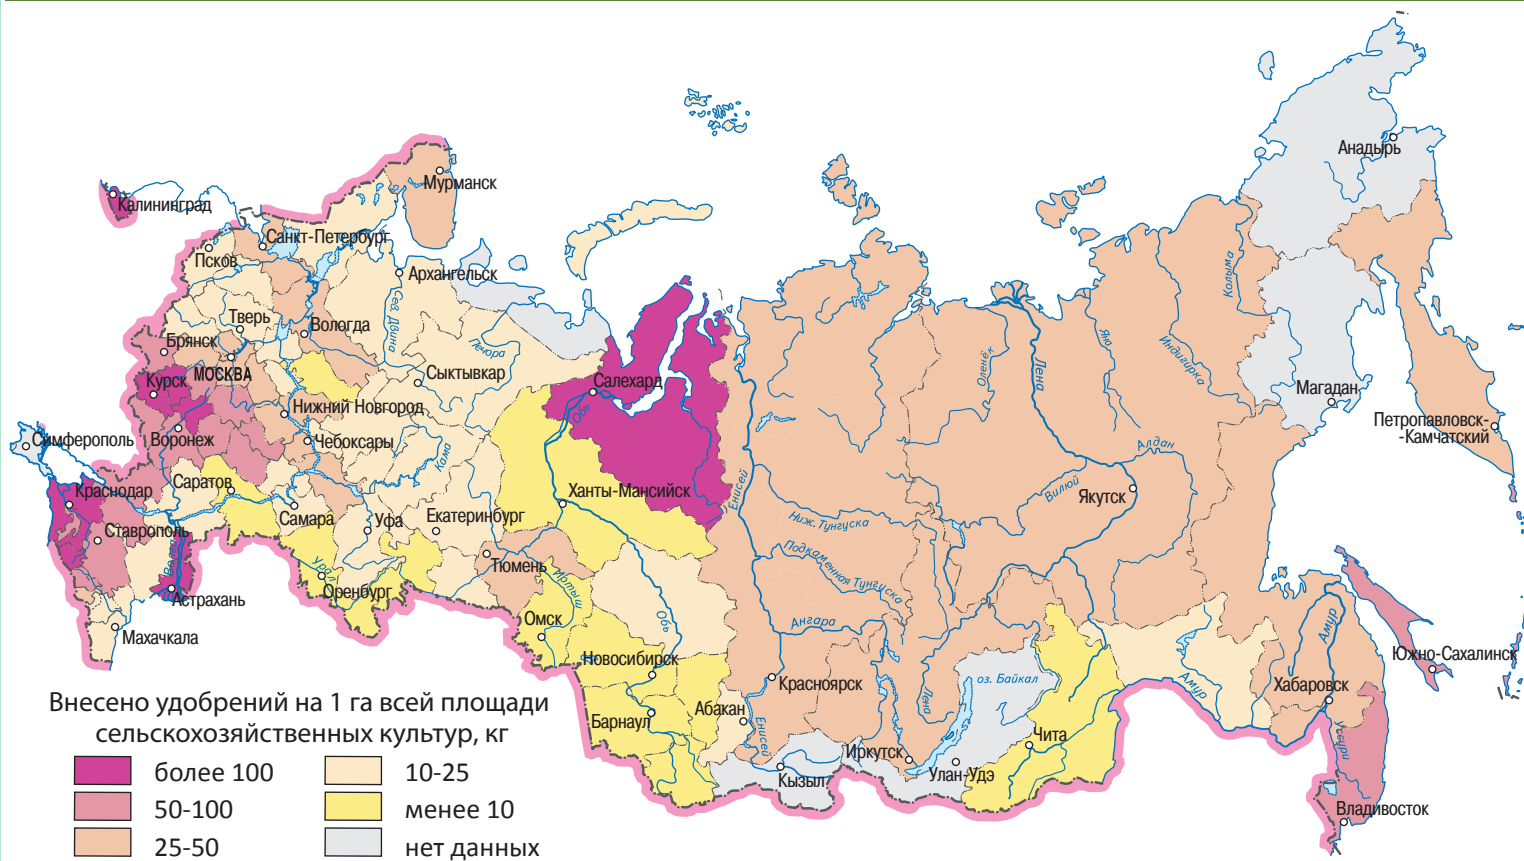 Анадырь
Мурманск
Калининград
Санкт-Петербург
Псков
Архангельск
Колыма
Сев. Двина
Тверь
Вологда
Брянск
Печора
Оленёк
Лена
Яна
Индигирка
МОСКВА
Курск
Сыктывкар
Салехард
Магадан
Обь
Нижний Новгород
Петропавловск-
-Камчатский
Симферополь
Воронеж
Чебоксары
Кама
Алдан
Саратов
Краснодар
Ханты-Мансийск
Енисей
Вилюй
Якутск
Самара
Уфа
Екатеринбург
Ниж. Тунгуска
Ставрополь
Волга
Подкаменная Тунгуска
Тюмень
Урал
Иртыш
Оренбург
Астрахань
Омск
Обь
Ангара
Амур
Махачкала
Новосибирск
Южно-Сахалинск
Красноярск
Лена
оз. Байкал
Амур
Хабаровск
Барнаул
Абакан
Енисей
Чита
Иркутск
Уссури
Кызыл
Улан-Удэ
Владивосток
Внесено удобрений на 1 га всей площади
сельскохозяйственных культур, кг
более 100
10-25
50-100
менее 10
25-50
нет данных